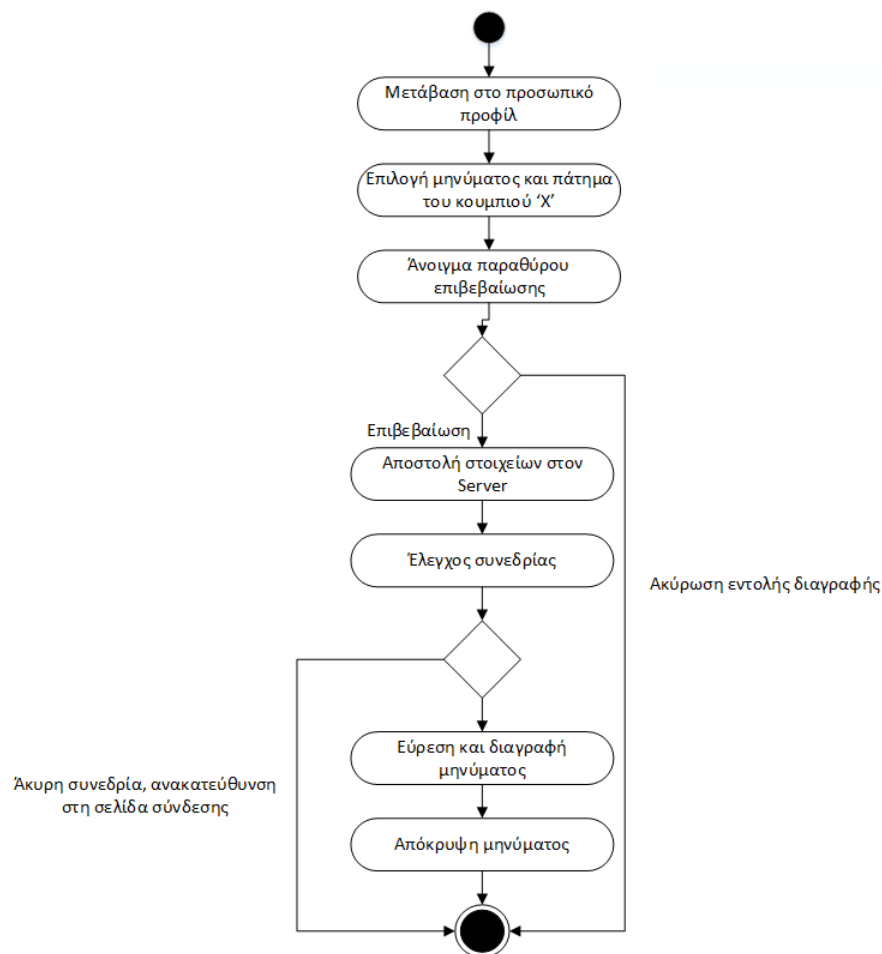 Μετάβαση στο προσωπικό
προφίλ
Επιλογή μηνύματος και πάτημα
του κουμπιού ‘Χ’
Άνοιγμα παραθύρου
επιβεβαίωσης
Επιβεβαίωση
Αποστολή στοιχείων στον
Server
Έλεγχος συνεδρίας
Ακύρωση εντολής διαγραφής
Εύρεση και διαγραφή
μηνύματος
Άκυρη συνεδρία, ανακατεύθυνση
στη σελίδα σύνδεσης
Απόκρυψη μηνύματος